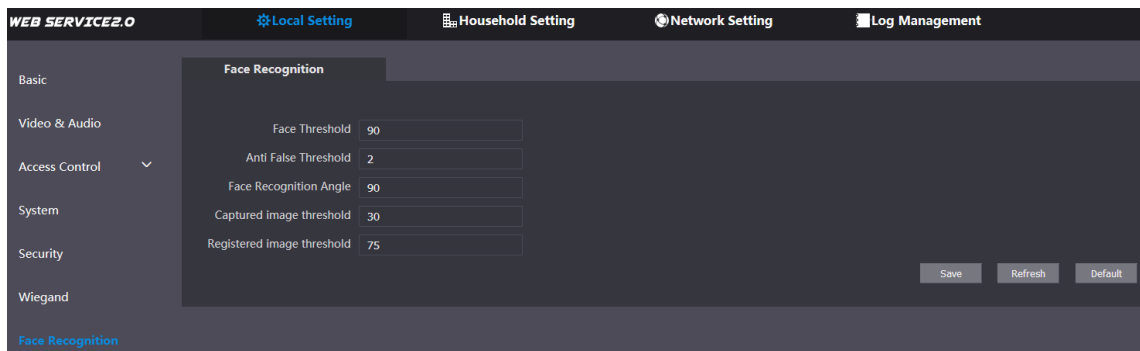 WEB SERVICE2.0 Local Setting Household Setting Network Setting Log Management
Basic
Video & Audio
Access Control
System
Security
Wiegand
Face Recognition
Face Recognition
Face Threshold 90
Anti False Threshold 2
Face Recognition Angle 90
Captured image threshold 30
Registered image threshold 75
Save Refresh Default